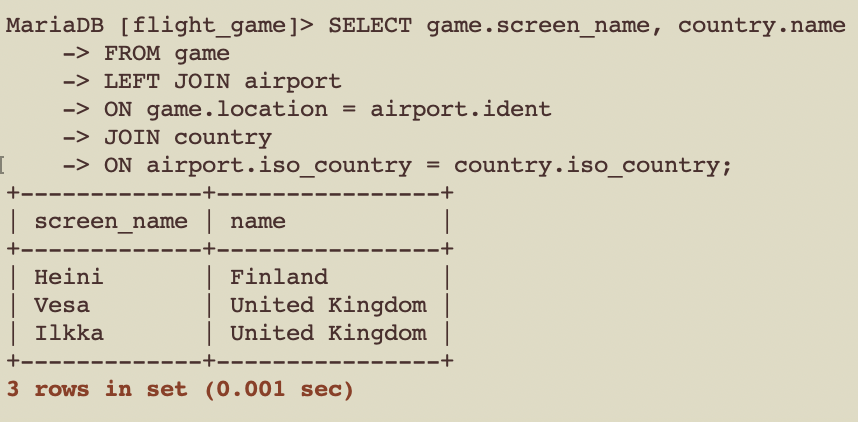 MariaDB [flight_game]> SELECT game.screen_name, country.name
    -> FROM game
    -> LEFT JOIN airport
    -> ON game.location = airport.ident
    -> JOIN country
    -> ON airport.iso_country = country.iso_country;
+-------------+----------------+
| screen_name | name           |
+-------------+----------------+
| Heini       | Finland        |
| Vesa        | United Kingdom |
| Ilkka       | United Kingdom |
+-------------+----------------+
3 rows in set (0.001 sec)